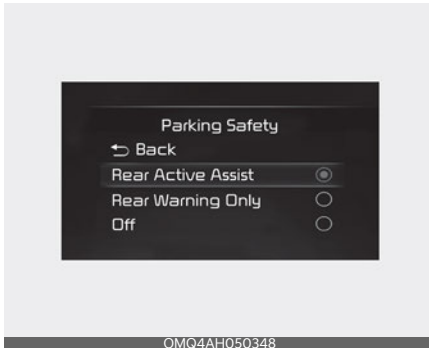 Parking Safety
Back
Rear Active Assist
Rear Warning Only
Off
OMQ4AH050348